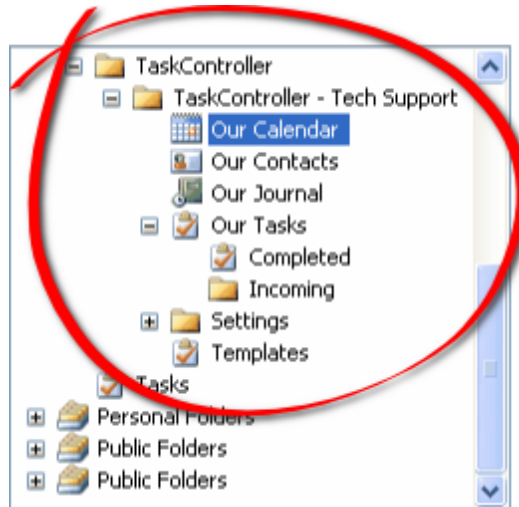 TaskController
TaskController - Tech Support
Our Calendar
Our Contacts
Our Journal
Our Tasks
Completed
Incoming
Settings
Templates
Tasks
Personal Folders
Public Folders
Public Folders